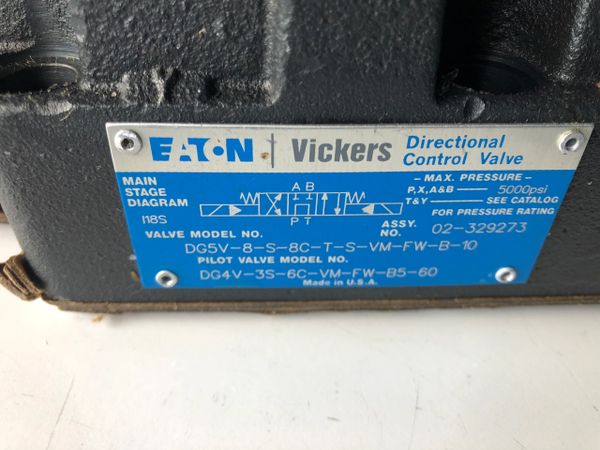 EATON | Vickers Directional
Control Valve
MAIN
STAGE
DIAGRAM
118S
A B
P T
— MAX. PRESSURE —
P,X,A&B — 5000psi
T&Y — SEE CATALOG
FOR PRESSURE RATING
ASSY.
NO. 02-329273
VALVE MODEL NO.
DG5V-8-S-8C-T-S-VM-FW-B-10
PILOT VALVE MODEL NO.
DG4V-3S-6C-VM-FW-B5-60
Made in U.S.A.